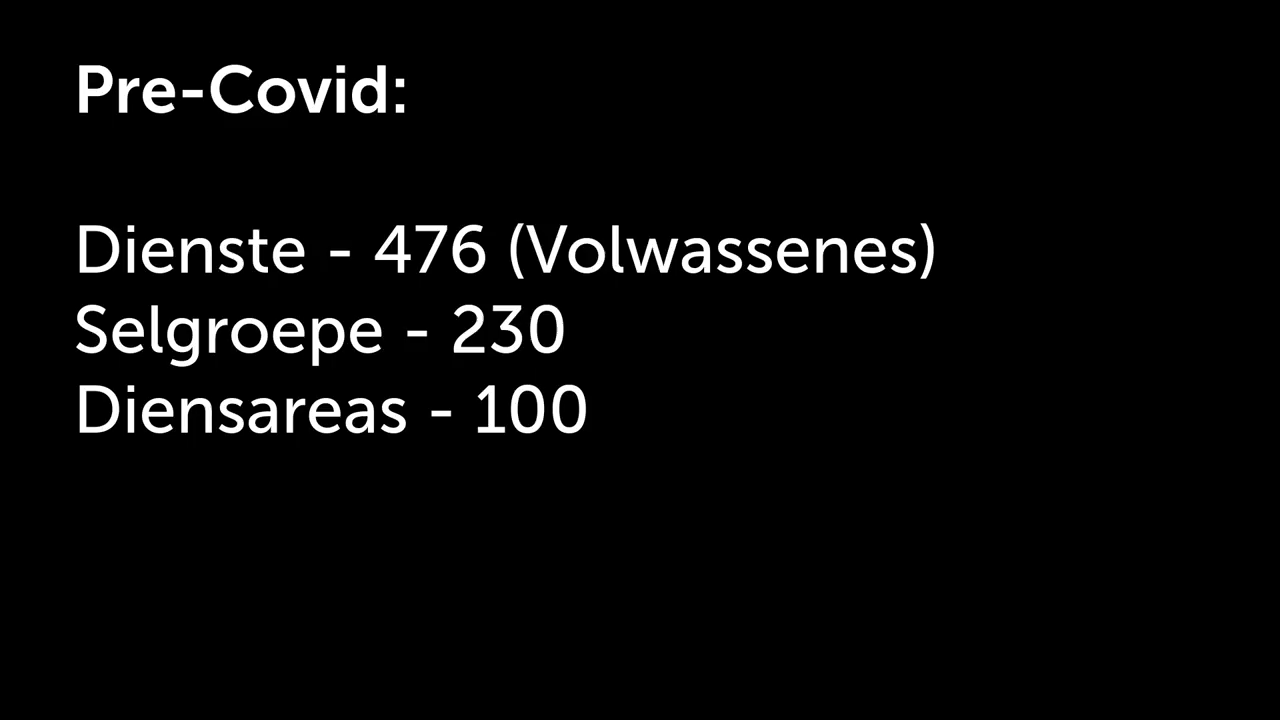 Pre-Covid:
Dienste - 476 (Volwassenes)
Selgroepe - 230
Diensareas - 100